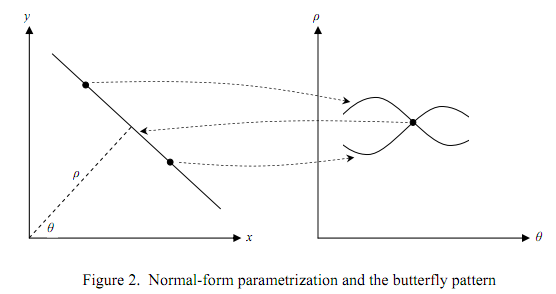 y
ρ
ρ
θ
x
θ
Figure 2. Normal-form parametrization and the butterfly pattern